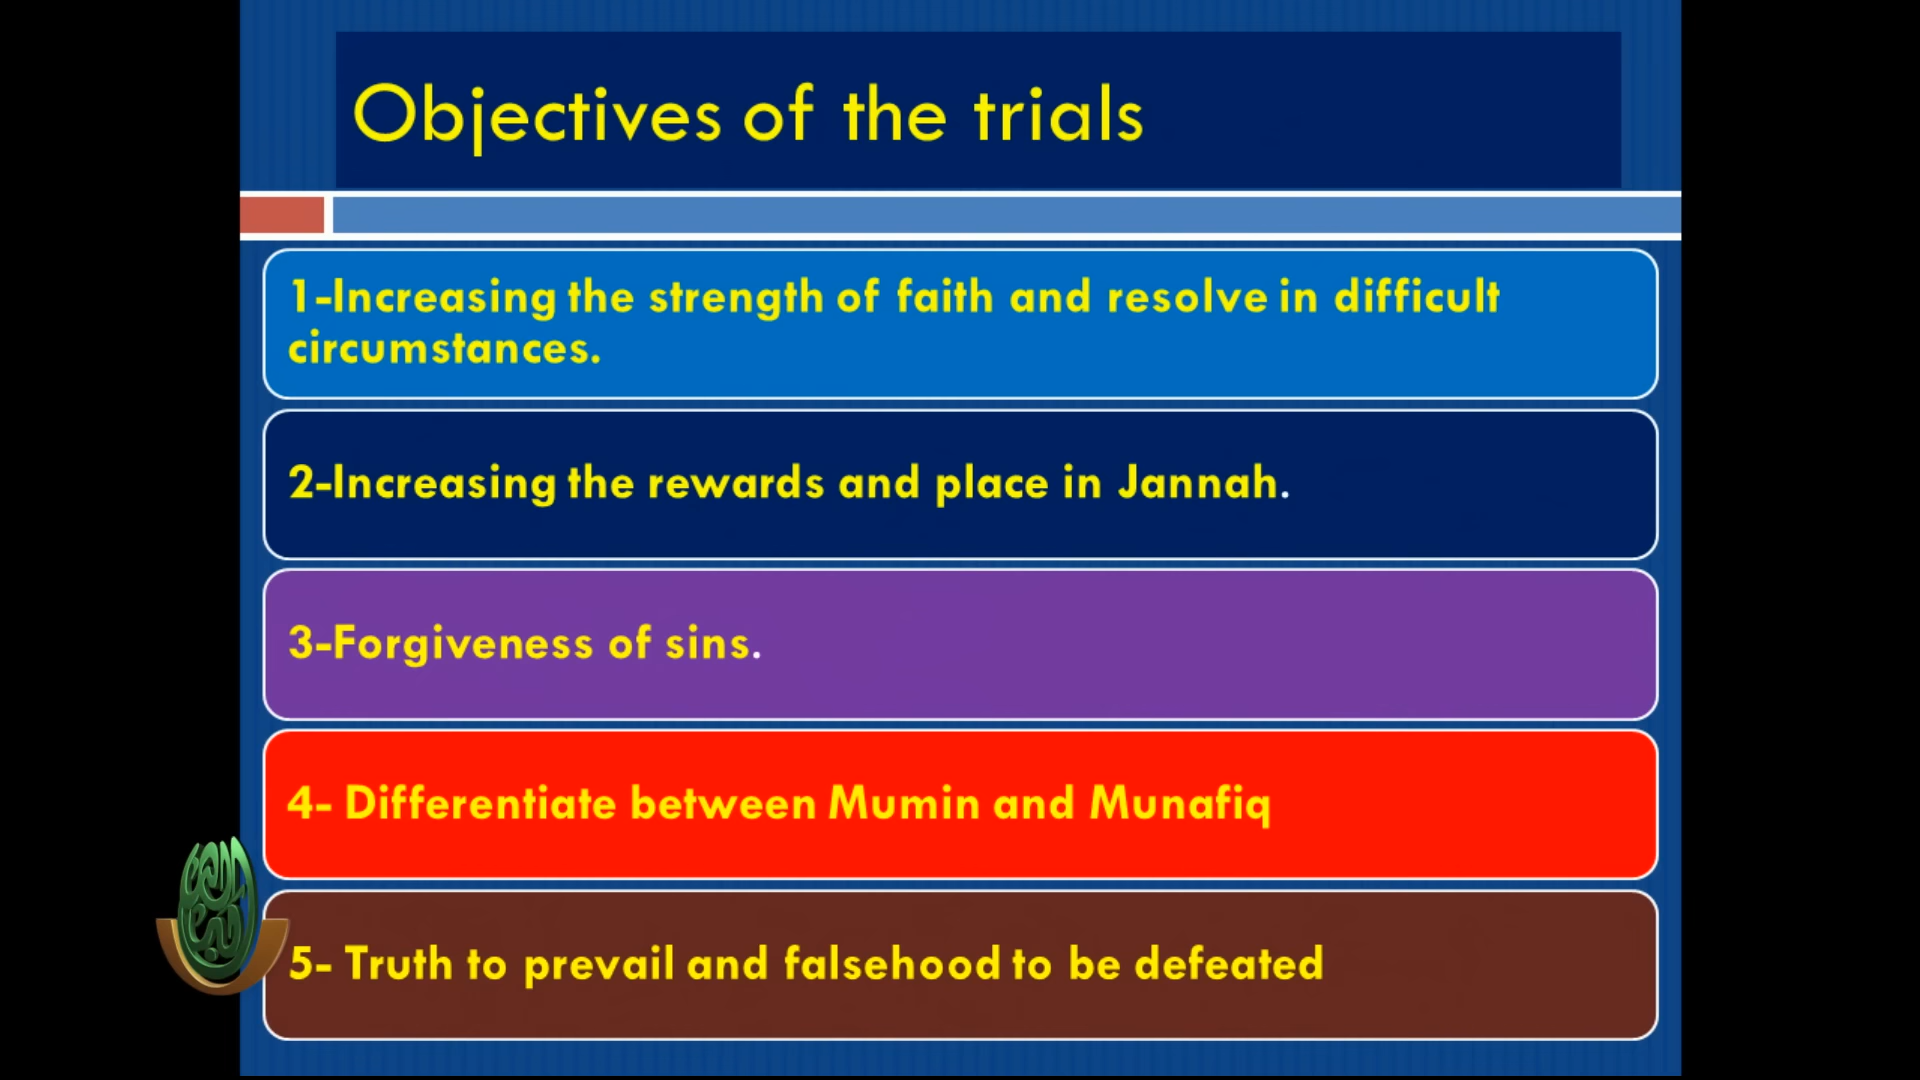 Objectives of the trials
1-Increasing the strength of faith and resolve in difficult
circumstances.
2-Increasing the rewards and place in Jannah.
3-Forgiveness of sins.
4- Differentiate between Mumin and Munafiq
5- Truth to prevail and falsehood to be defeated